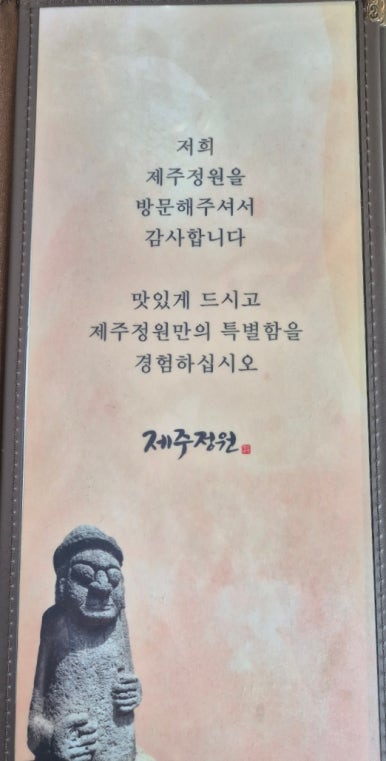 저희
제주정원을
방문해주셔서
감사합니다
맛있게 드시고
제주정원만의 특별함을
경험하십시오
제주정원